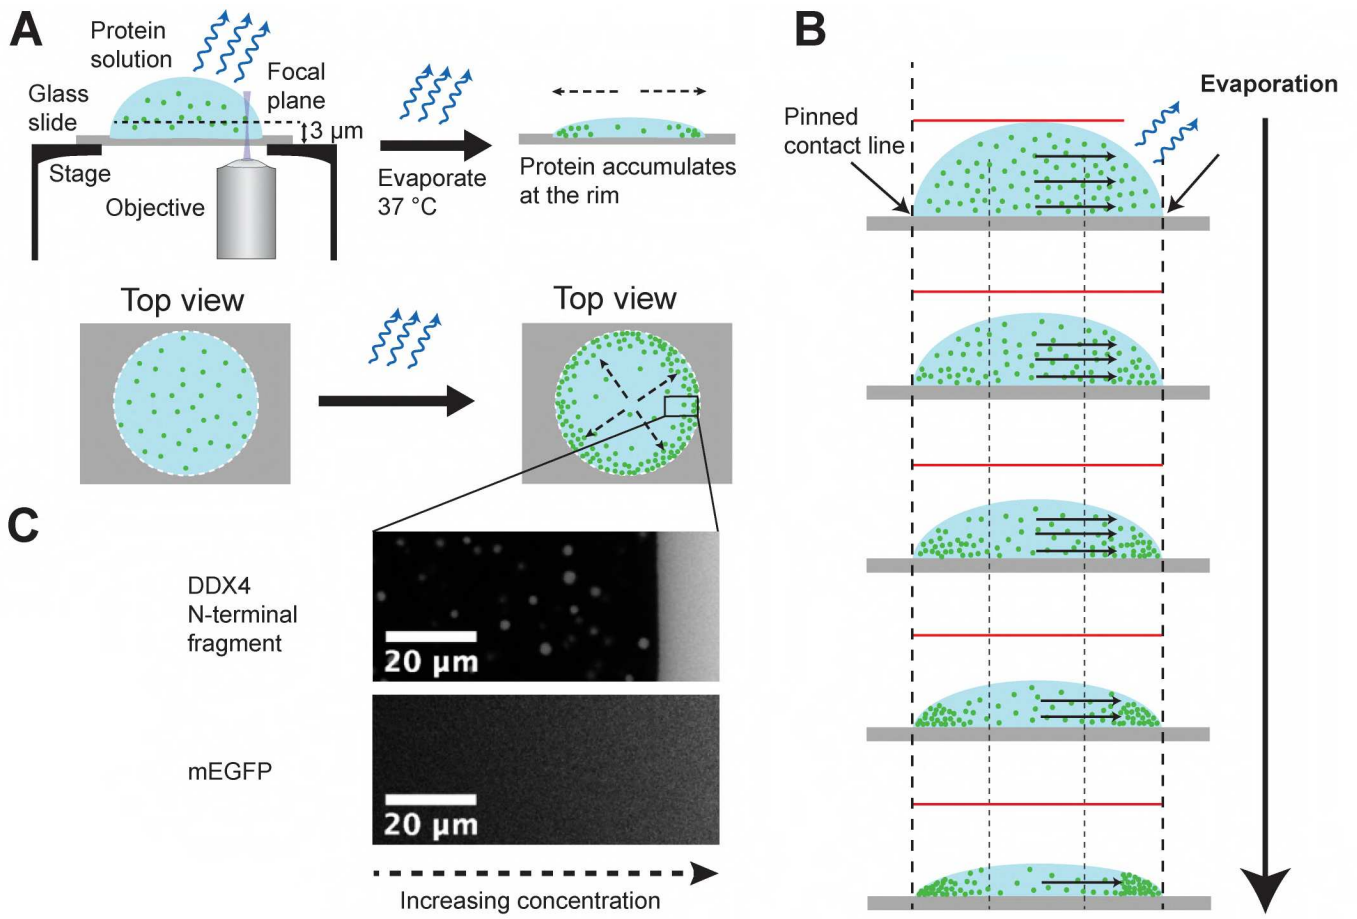 A
Protein
solution
Focal
plane
Glass
slide
3 μm
Stage
Objective
Evaporate
37 °C
Protein accumulates
at the rim
Top view
Top view
B
Evaporation
Pinned
contact line
C
DDX4
N-terminal
fragment
20 μm
mEGFP
20 μm
Increasing concentration